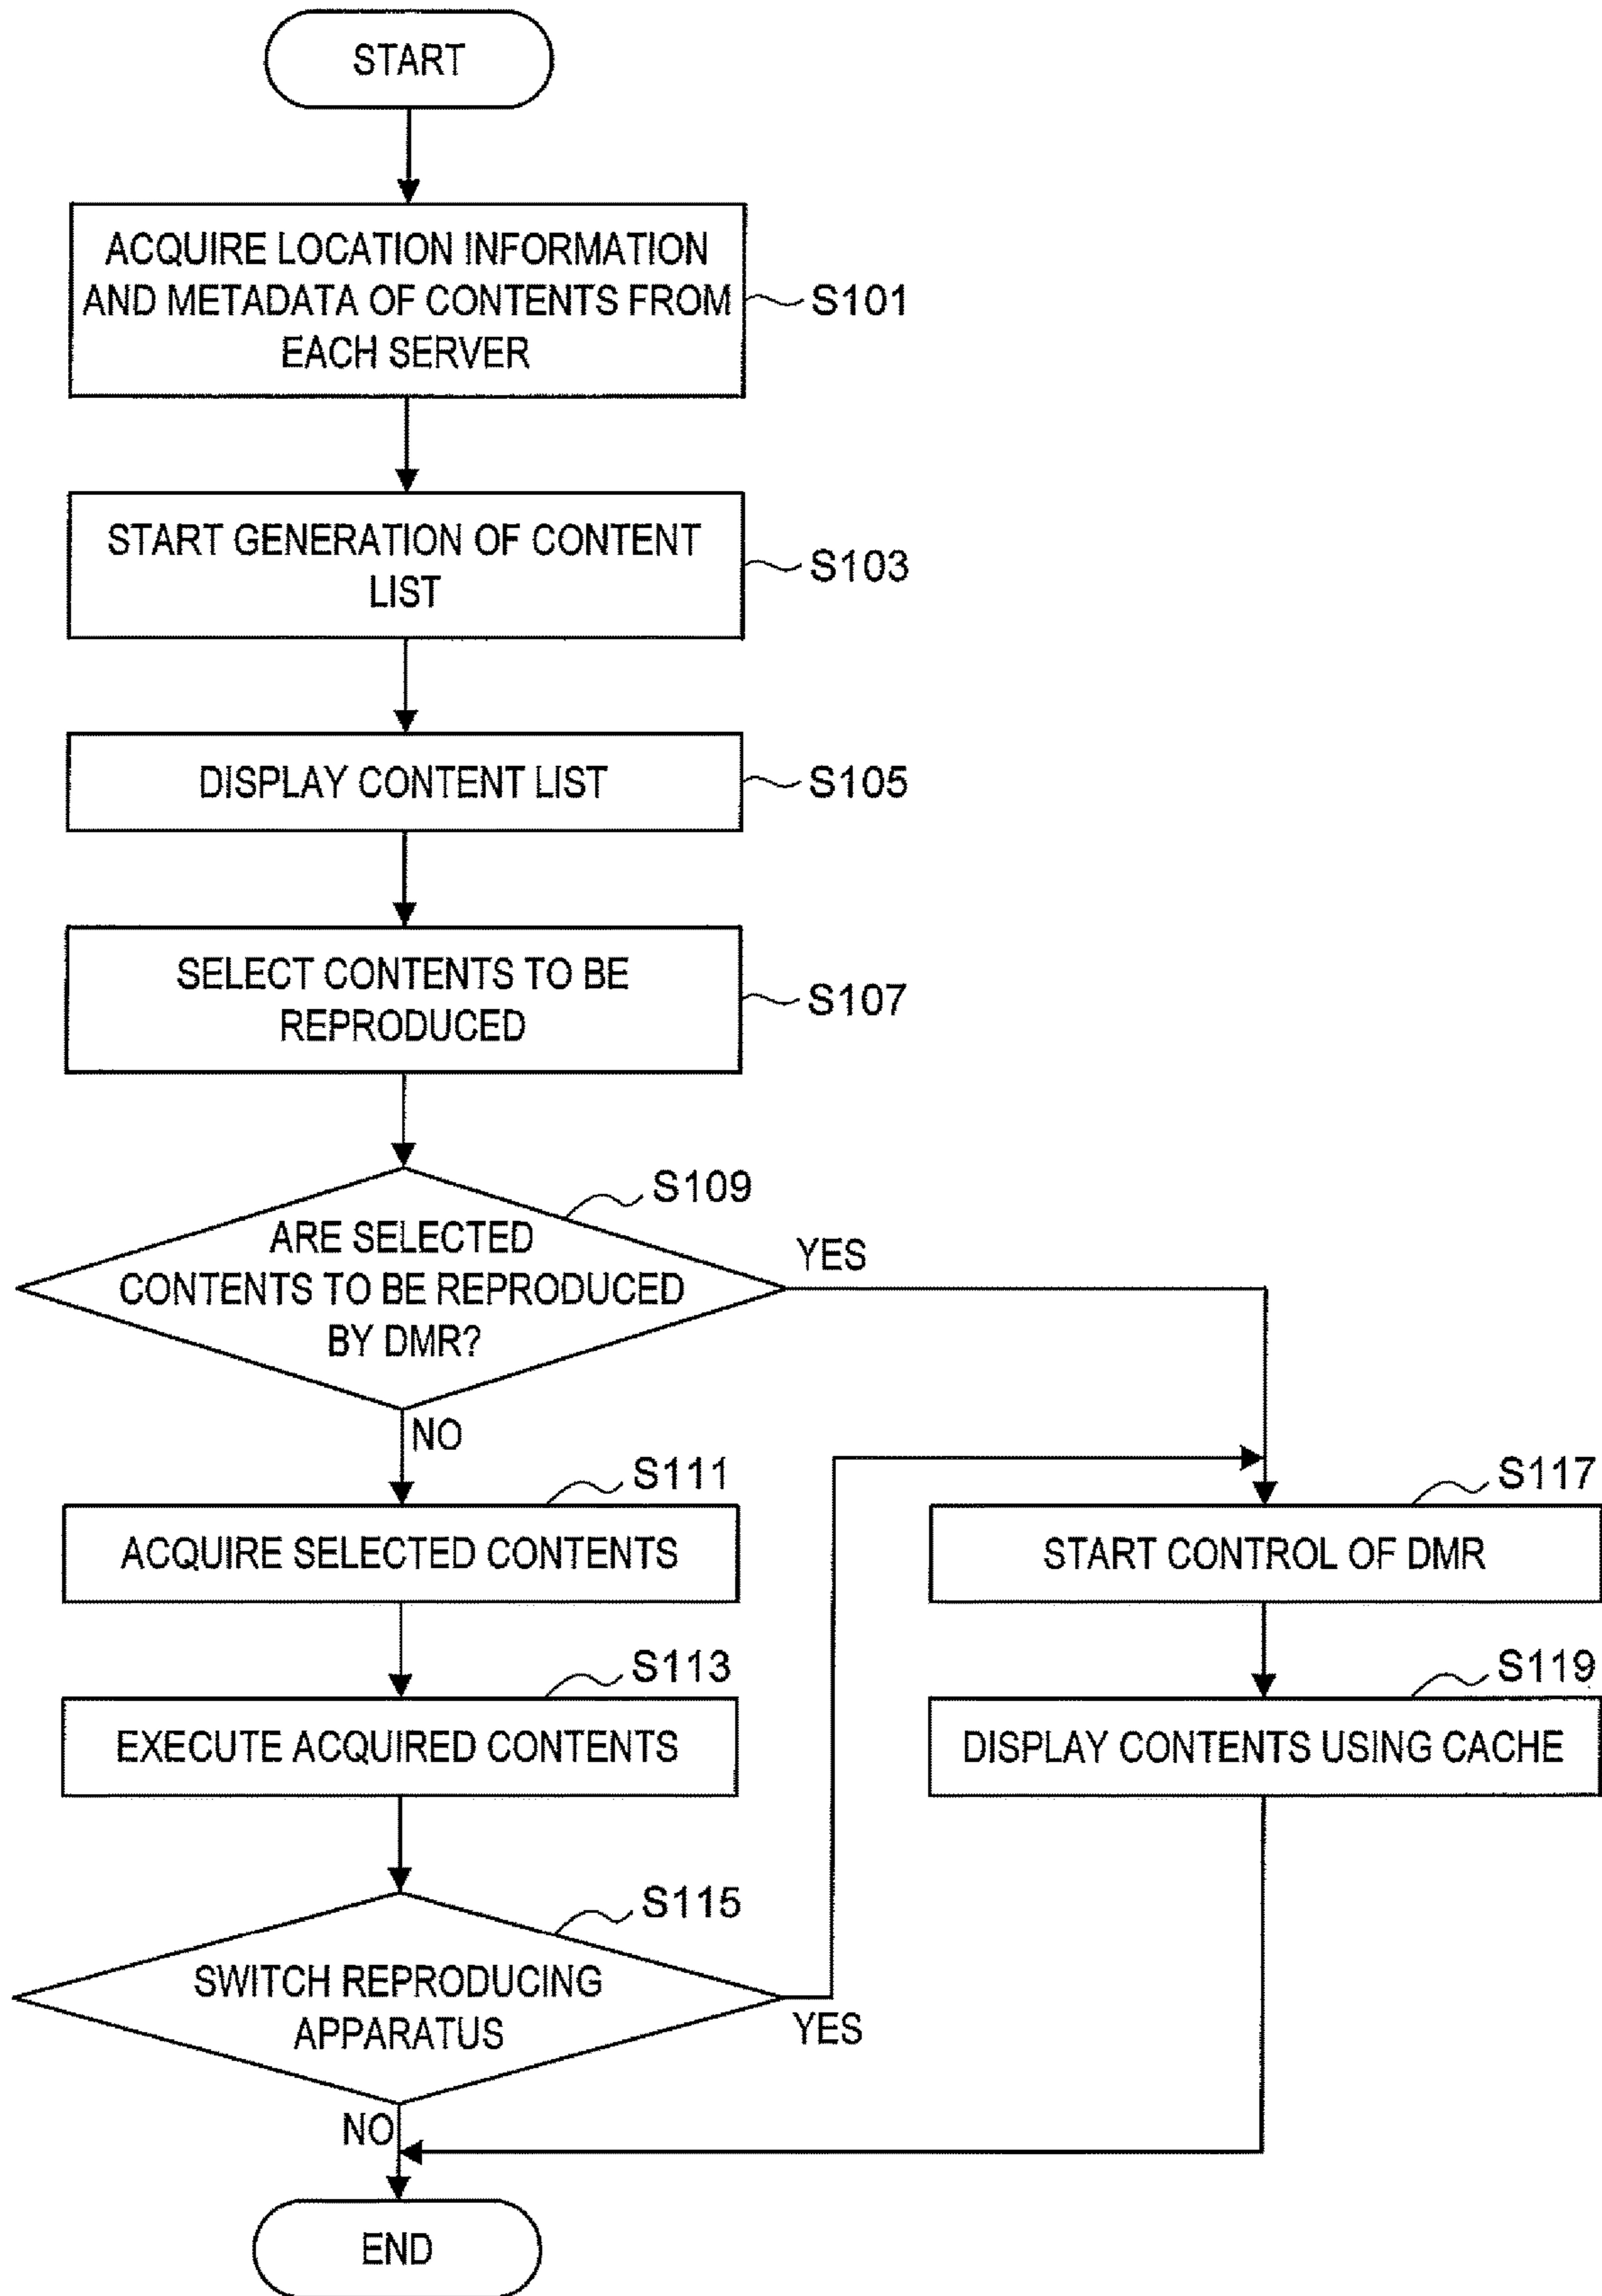 START
ACQUIRE LOCATION INFORMATION
AND METADATA OF CONTENTS FROM
EACH SERVER
S101
START GENERATION OF CONTENT
LIST
S103
DISPLAY CONTENT LIST
S105
SELECT CONTENTS TO BE
REPRODUCED
S107
S109
ARE SELECTED
CONTENTS TO BE REPRODUCED
BY DMR?
YES
NO
S111
ACQUIRE SELECTED CONTENTS
S117
START CONTROL OF DMR
S113
EXECUTE ACQUIRED CONTENTS
S119
DISPLAY CONTENTS USING CACHE
S115
SWITCH REPRODUCING
APPARATUS
YES
NO
END